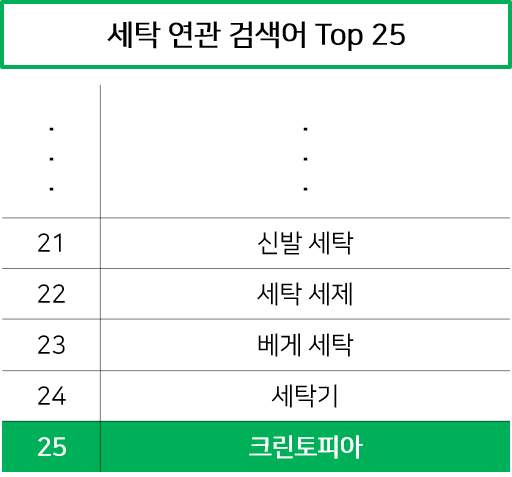 세탁 연관 검색어 Top 25
. .
. .
. .
21 신발 세탁
22 세탁 세제
23 베게 세탁
24 세탁기
25 크린토피아